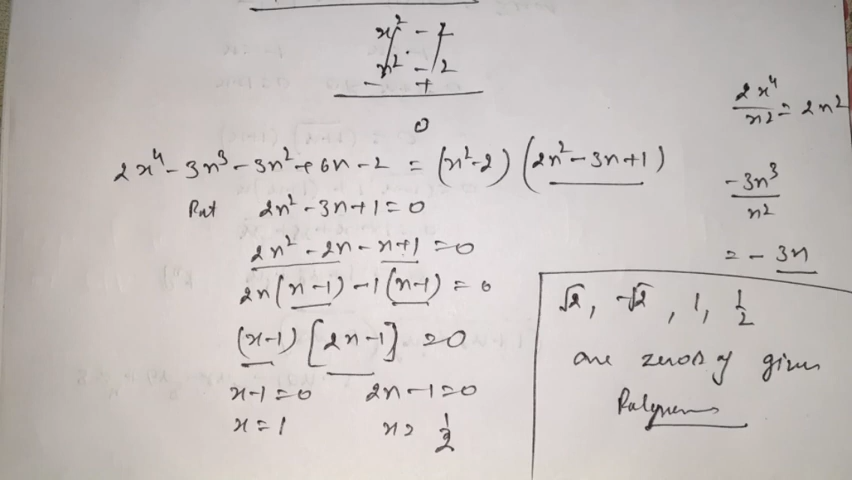 x² - 2
x² - 2
- +
0
2x⁴ - 3x³ - 3x² + 6x - 2 = (x² - 2) (2x² - 3x + 1)
Put 2x² - 3x + 1 = 0
2x² - 2x - x + 1 = 0
2x(x - 1) - 1(x - 1) = 0
(x - 1) [2x - 1] = 0
x - 1 = 0 2x - 1 = 0
x = 1 x = 1/2
2x⁴/x² = 2x²
-3x³/x²
= - 3x
√2, -√2, 1, 1/2
are zeros of given
Polynoms